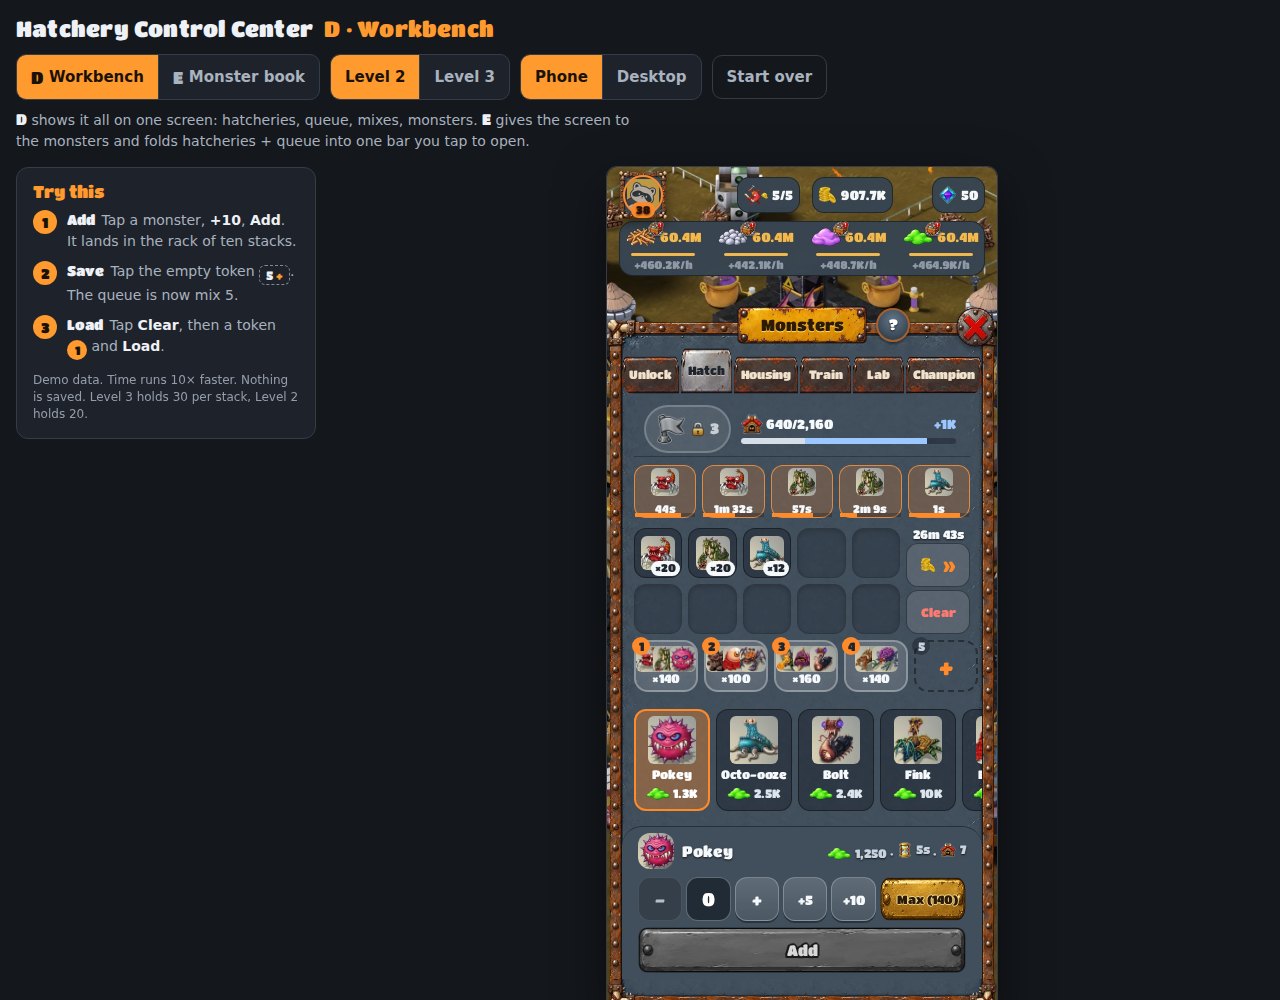 Hatchery Control Center D · Workbench
D Workbench E Monster book Level 2 Level 3 Phone Desktop Start over
D shows it all on one screen: hatcheries, queue, mixes, monsters. E gives the screen to
the monsters and folds hatcheries + queue into one bar you tap to open.
Try this
1 Add Tap a monster, +10, Add.
It lands in the rack of ten stacks.
2 Save Tap the empty token 5 + .
The queue is now mix 5.
3 Load Tap Clear, then a token
1 and Load.
Demo data. Time runs 10× faster. Nothing
is saved. Level 3 holds 30 per stack, Level 2
holds 20.
30 5/5 907.7K 50
60.4M 60.4M 60.4M 60.4M
+460.2K/h +442.1K/h +448.7K/h +464.9K/h
Monsters ?
Unlock Hatch Housing Train Lab Champion
3 640/2,160 +1K
44s 1m 32s 57s 2m 9s 1s
26m 43s
×20 ×20 ×12 »
Clear
1 2 3 4 5
×140 ×100 ×160 ×140 +
Pokey Octo-ooze Bolt Fink
1.3K 2.5K 2.4K 10K
Pokey 1,250 · 5s · 7
− 0 + +5 +10 Max (140)
Add